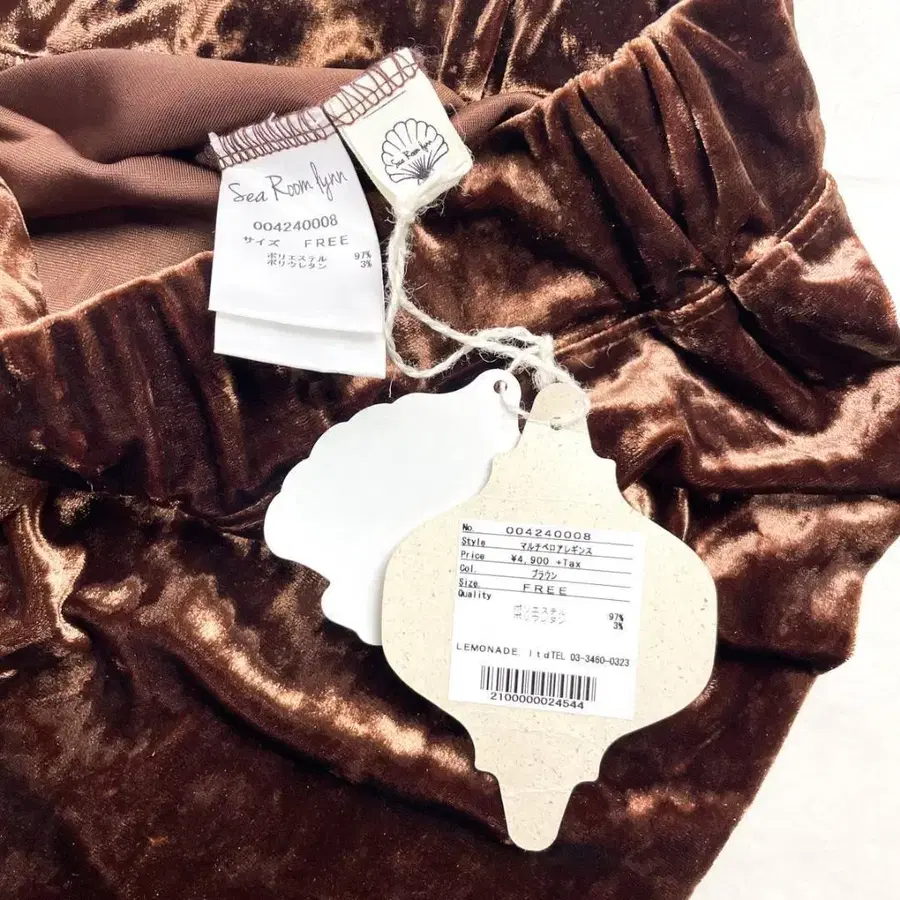 Sea Room lynn
Sea Room lynn
004240008
サイズ FREE
ポリエステル 97%
ポリウレタン 3%
No. 004240008
Style マルチベロアレギンス
Price ¥4,900 +Tax
Col. ブラウン
Size FREE
Quality
ポリエステル 97%
ポリウレタン 3%
LEMONADE ltd TEL 03-3460-0323
2100000024544